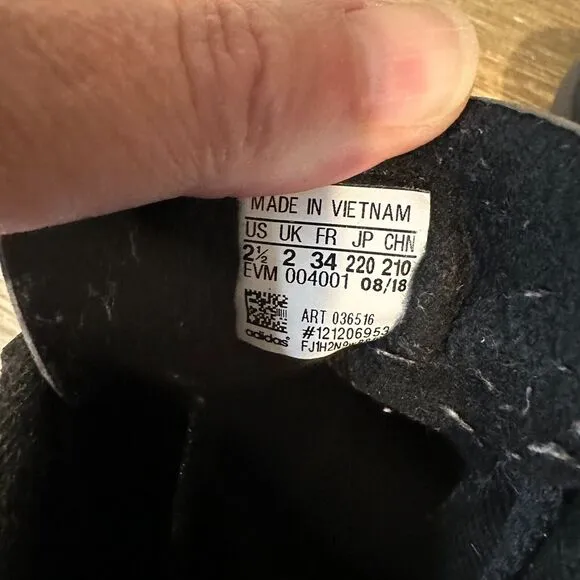 MADE IN VIETNAM
US UK FR JP CHN
2½ 2 34 220 210
EVM 004001 08/18
ART 036516
#121206953
adidas